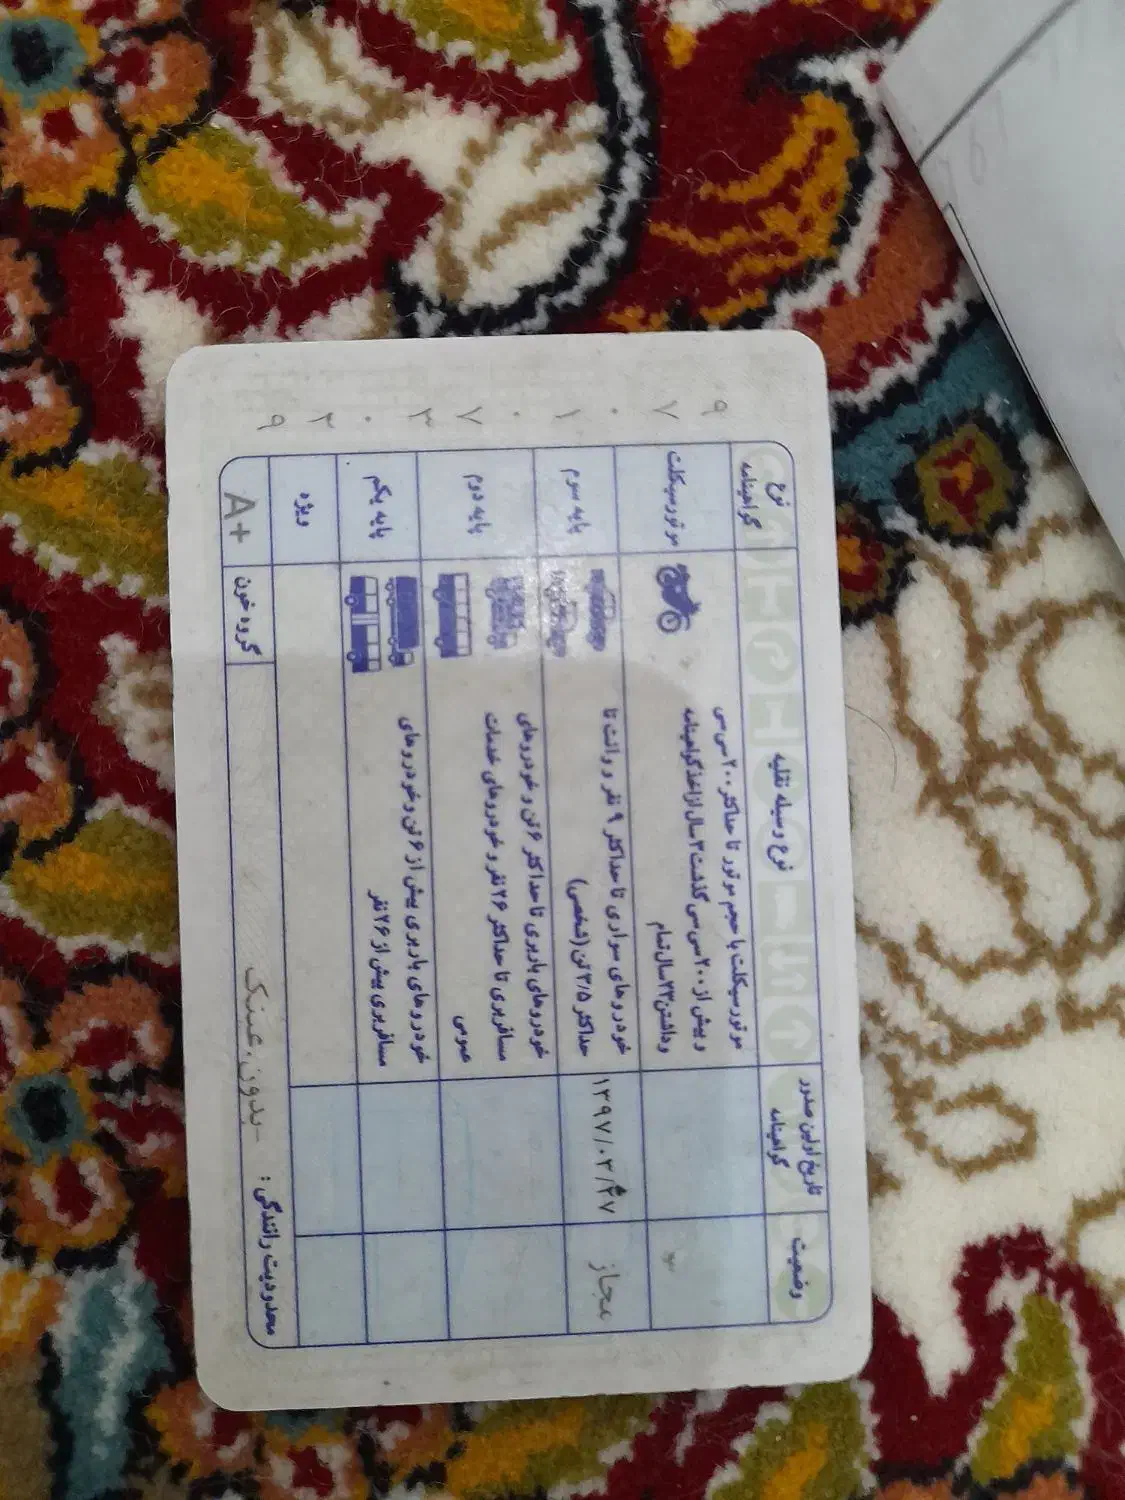 وضعیت
تاریخ اولین صدور
گواهینامه
نوع وسیله نقلیه
نوع
گواهینامه
موتورسیکلت با حجم موتور تا حداکثر ۲۰۰سی‌سی
و بیش از ۲۰۰سی سی گذشت ۲ سال از اخذ گواهینامه
و داشتن ۲۳ سال تمام
موتورسیکلت
مجاز
۱۳۹۷/۰۲/۲۷
خودروهای سواری تا حداکثر ۹ نفر و وانت تا
حداکثر ۳/۵ تن (شخصی)
پایه سوم
خودروهای باربری تا حداکثر ۶ تن و خودروهای
مسافربری تا حداکثر ۲۶ نفر و خودروهای خدمات
عمومی
پایه دوم
خودروهای باربری بیش از ۶ تن و خودروهای
مسافربری بیش از ۲۶ نفر
پایه یکم
ویژه
محدودیت رانندگی :
-بدون عینک
گروه خون
A+
۹ ۷ ۰ ۱ ۰ ۷ ۳ ۰ ۲ ۹